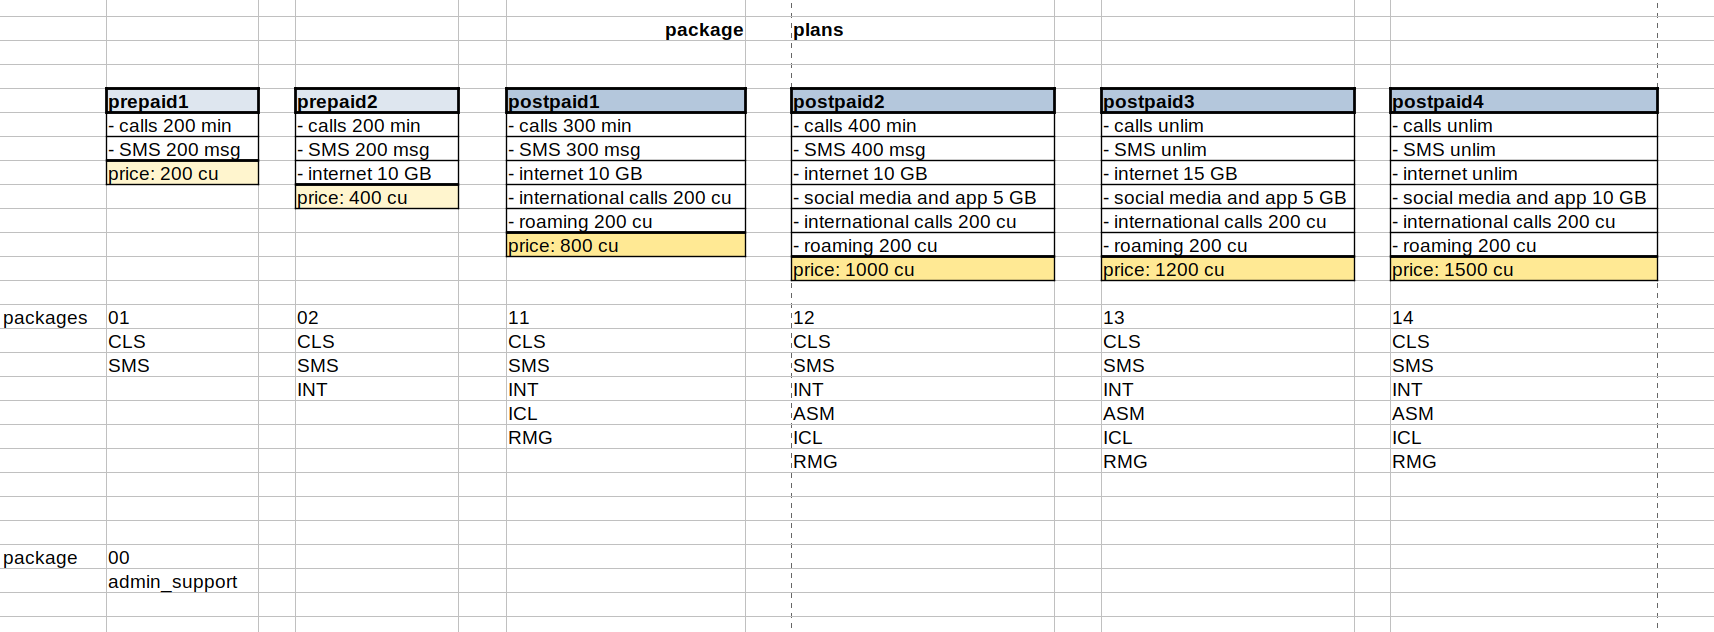 package plans
prepaid1 prepaid2 postpaid1 postpaid2 postpaid3 postpaid4
- calls 200 min - calls 200 min - calls 300 min - calls 400 min - calls unlim - calls unlim
- SMS 200 msg - SMS 200 msg - SMS 300 msg - SMS 400 msg - SMS unlim - SMS unlim
price: 200 cu - internet 10 GB - internet 10 GB - internet 10 GB - internet 15 GB - internet unlim
price: 400 cu - international calls 200 cu - social media and app 5 GB - social media and app 5 GB - social media and app 10 GB
- roaming 200 cu - international calls 200 cu - international calls 200 cu - international calls 200 cu
price: 800 cu - roaming 200 cu - roaming 200 cu - roaming 200 cu
price: 1000 cu price: 1200 cu price: 1500 cu
packages 01 02 11 12 13 14
CLS CLS CLS CLS CLS CLS
SMS SMS SMS SMS SMS SMS
INT INT INT INT INT
ICL ASM ASM ASM
RMG ICL ICL ICL
RMG RMG RMG
package 00
admin_support